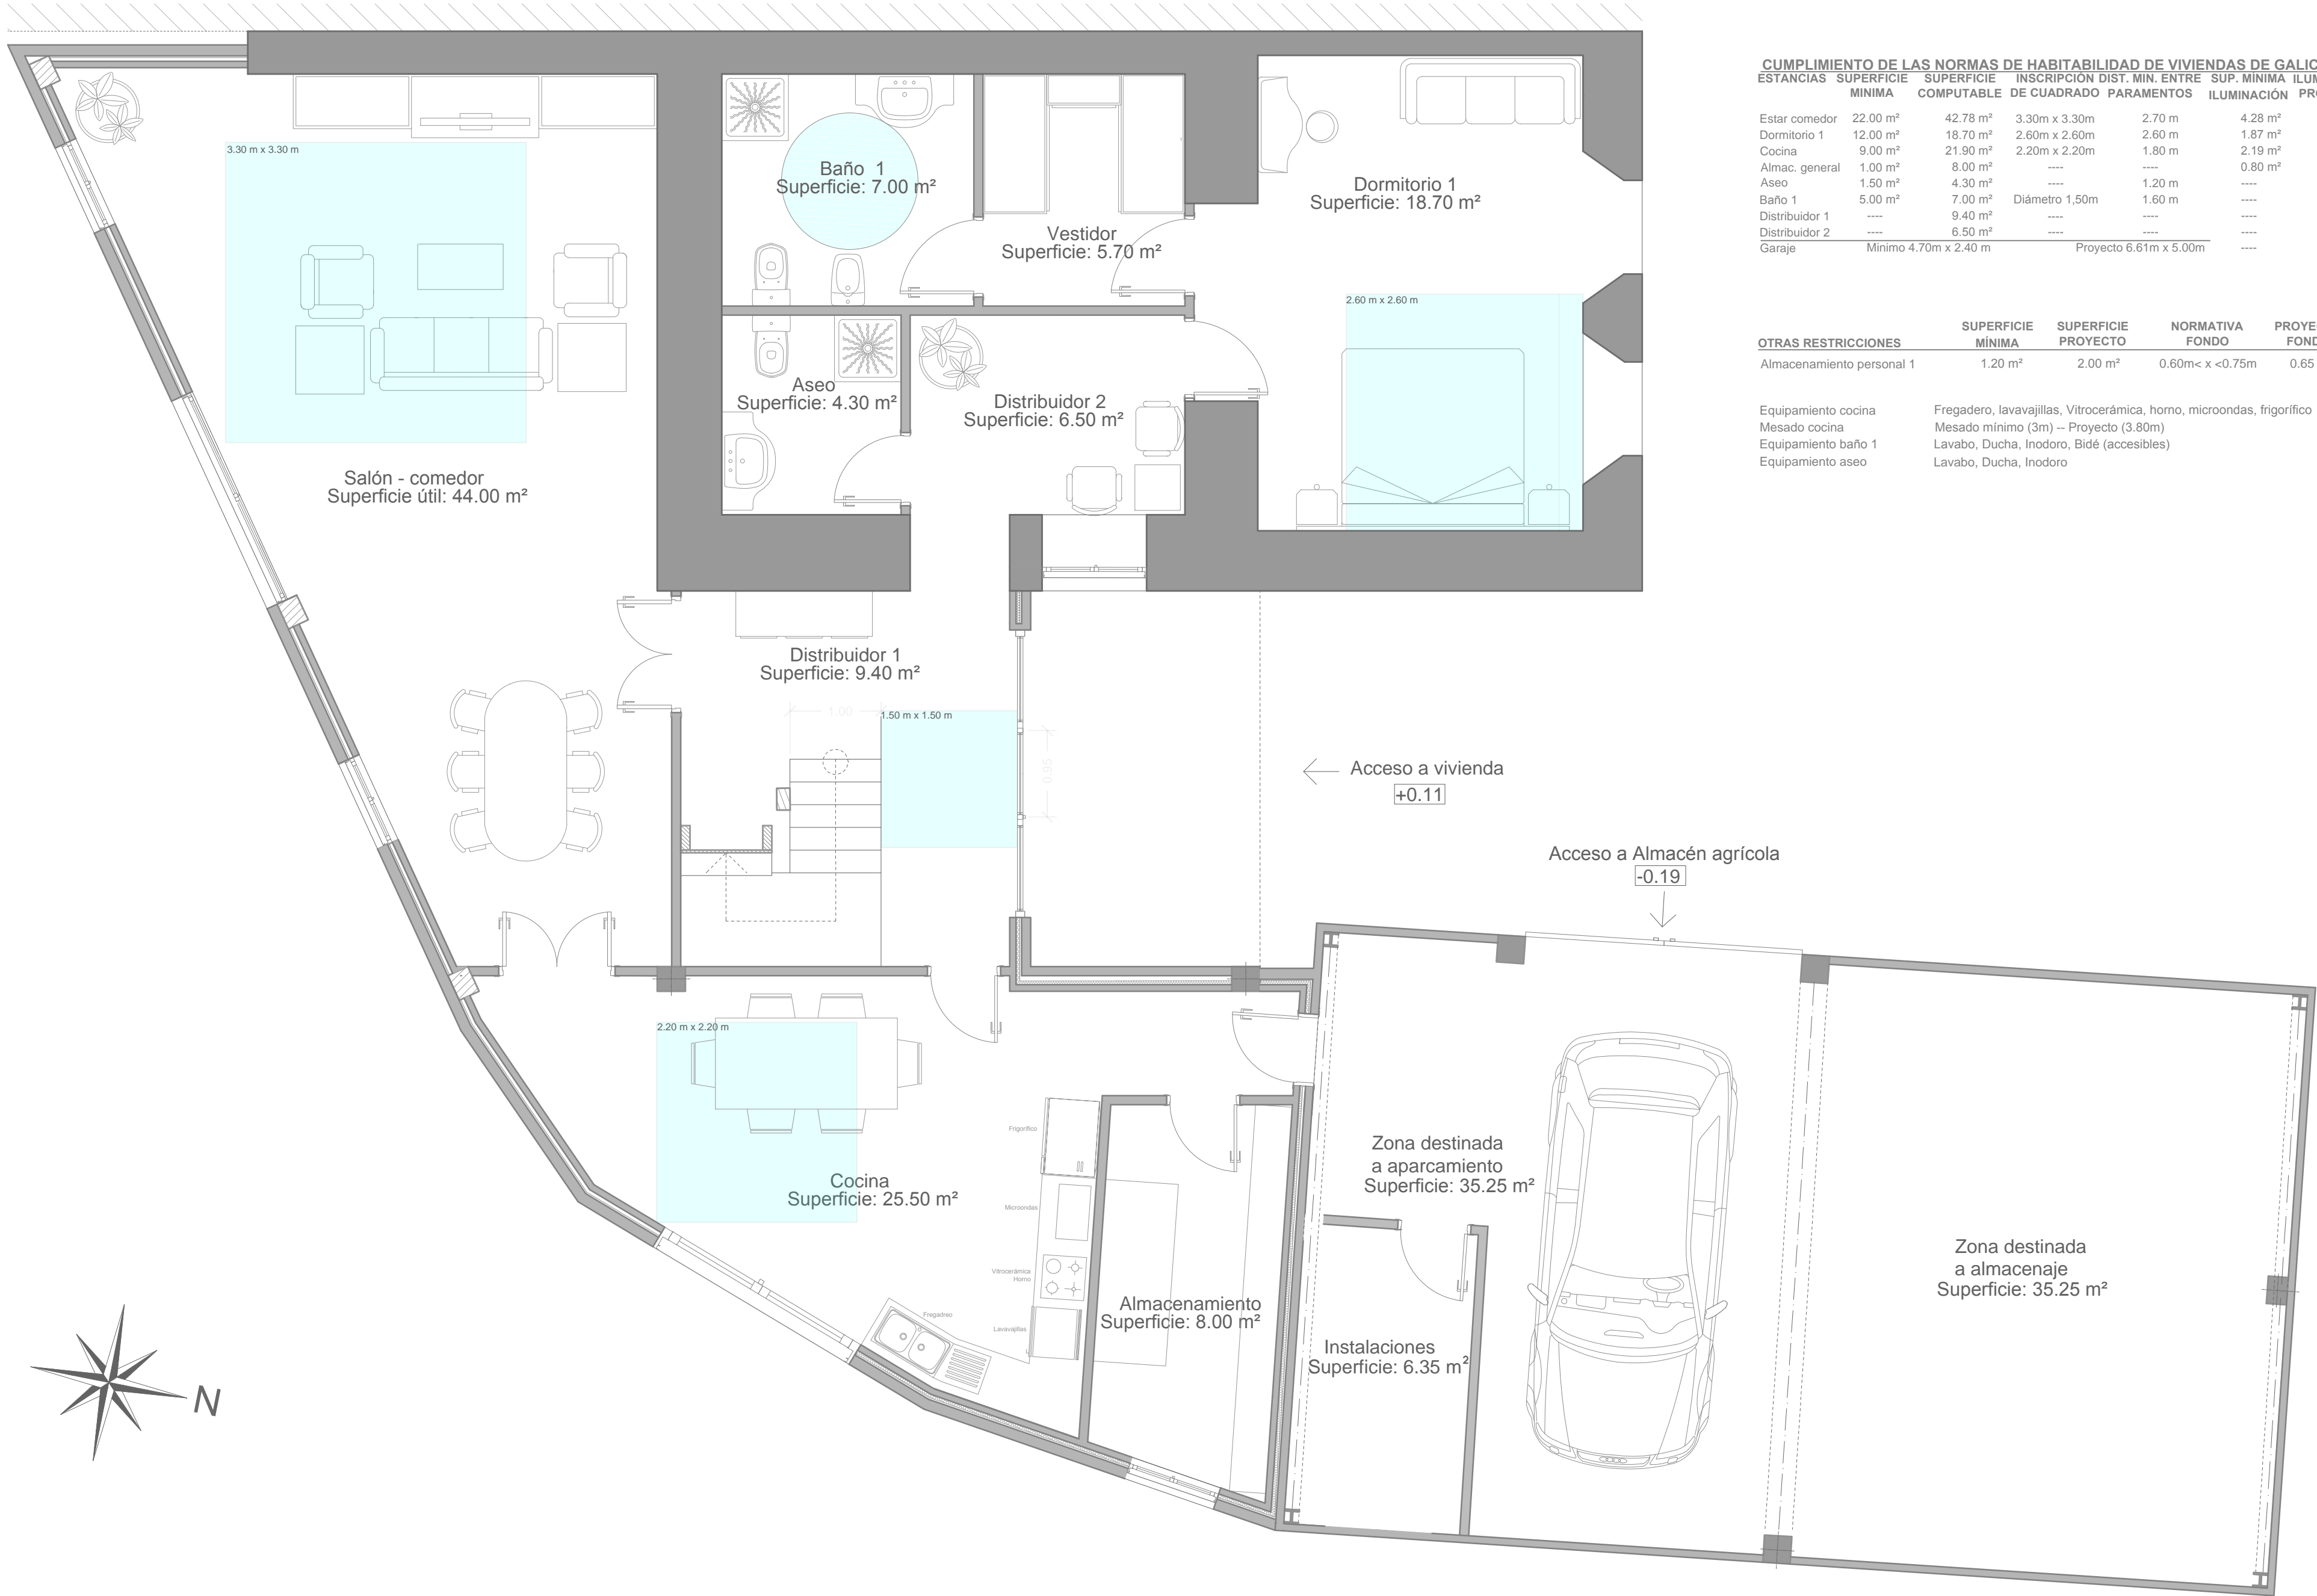 CUMPLIMIENTO DE LAS NORMAS DE HABITABILIDAD DE VIVIENDAS DE GALIC
ESTANCIAS SUPERFICIE MINIMA SUPERFICIE COMPUTABLE INSCRIPCIÓN DE CUADRADO DIST. MIN. ENTRE PARAMENTOS SUP. MÍNIMA ILUMINACIÓN
Estar comedor 22.00 m² 42.78 m² 3.30m x 3.30m 2.70 m 4.28 m²
Dormitorio 1 12.00 m² 18.70 m² 2.60m x 2.60m 2.60 m 1.87 m²
Cocina 9.00 m² 21.90 m² 2.20m x 2.20m 1.80 m 2.19 m²
Almac. general 1.00 m² 8.00 m² ---- ---- 0.80 m²
Aseo 1.50 m² 4.30 m² ---- 1.20 m ----
Baño 1 5.00 m² 7.00 m² Diámetro 1,50m 1.60 m ----
Distribuidor 1 ---- 9.40 m² ---- ---- ----
Distribuidor 2 ---- 6.50 m² ---- ---- ----
Garaje Minimo 4.70m x 2.40 m Proyecto 6.61m x 5.00m ----
OTRAS RESTRICCIONES SUPERFICIE MÍNIMA SUPERFICIE PROYECTO NORMATIVA FONDO
Almacenamiento personal 1 1.20 m² 2.00 m² 0.60m< x <0.75m 0.65
Equipamiento cocina Fregadero, lavavajillas, Vitrocerámica, horno, microondas, frigorífico
Mesado cocina Mesado mínimo (3m) -- Proyecto (3.80m)
Equipamiento baño 1 Lavabo, Ducha, Inodoro, Bidé (accesibles)
Equipamiento aseo Lavabo, Ducha, Inodoro
3.30 m x 3.30 m
Baño 1
Superficie: 7.00 m²
Vestidor
Superficie: 5.70 m²
Dormitorio 1
Superficie: 18.70 m²
2.60 m x 2.60 m
Aseo
Superficie: 4.30 m²
Distribuidor 2
Superficie: 6.50 m²
Salón - comedor
Superficie útil: 44.00 m²
Distribuidor 1
Superficie: 9.40 m²
1.00
1.50 m x 1.50 m
0.95
Acceso a vivienda
+0.11
Acceso a Almacén agrícola
-0.19
2.20 m x 2.20 m
Frigorífico
Cocina
Superficie: 25.50 m²
Microondas
Vitrocerámica
Horno
Fregadreo
Lavavajillas
Almacenamiento
Superficie: 8.00 m²
Zona destinada
a aparcamiento
Superficie: 35.25 m²
Instalaciones
Superficie: 6.35 m²
Zona destinada
a almacenaje
Superficie: 35.25 m²
N